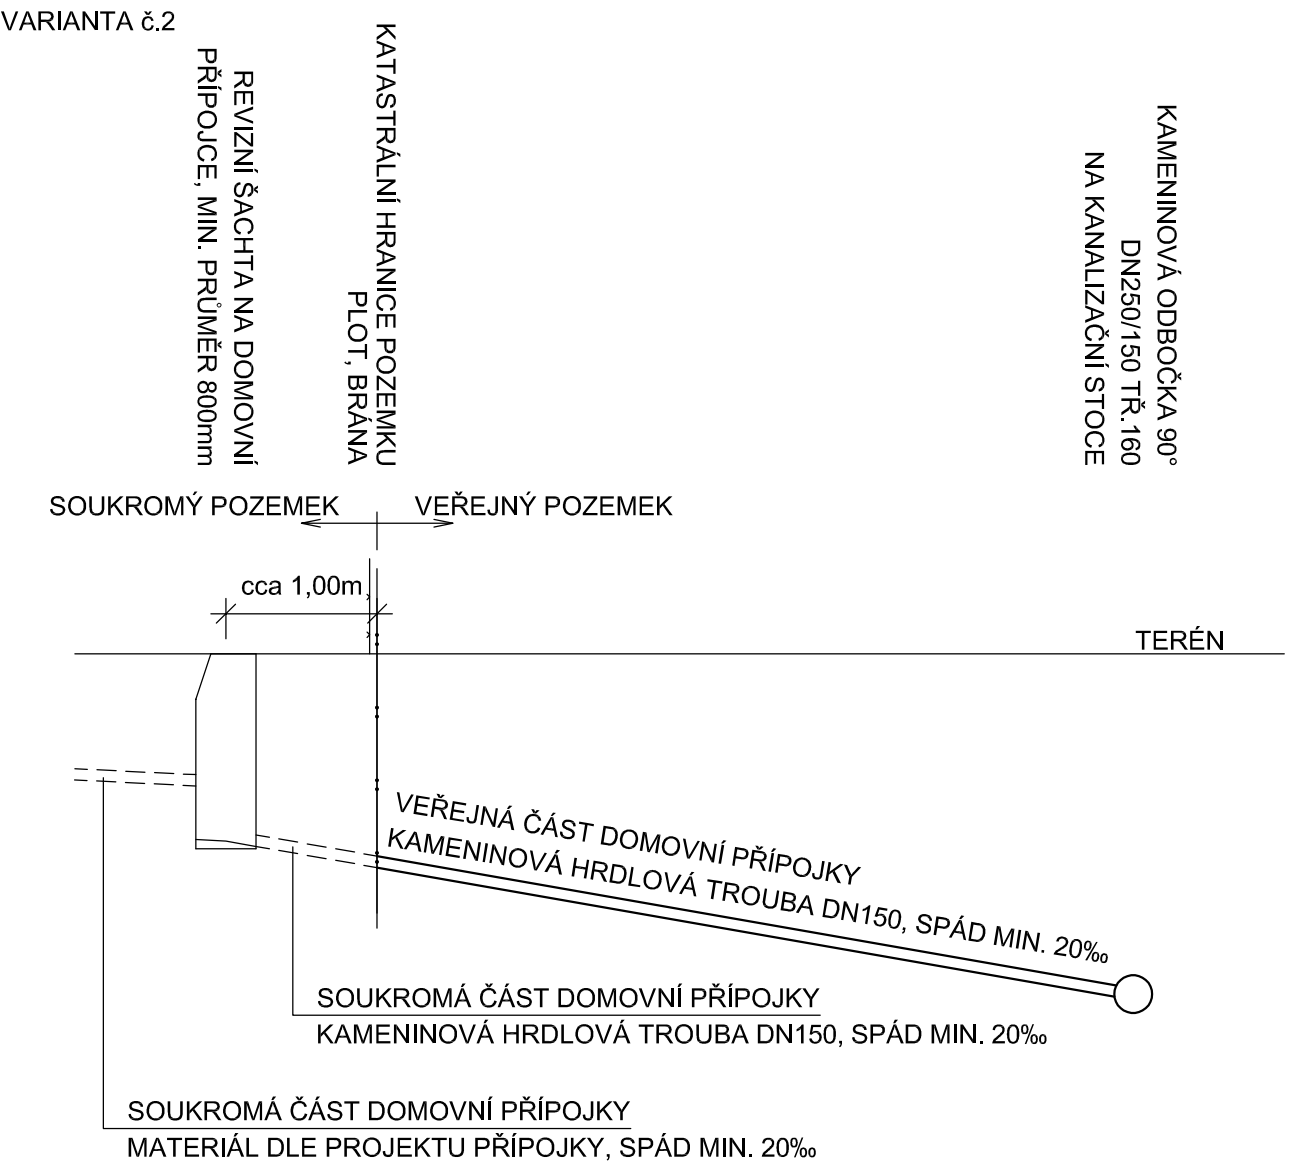 VARIANTA č.2
REVIZNÍ ŠACHTA NA DOMOVNÍ
PŘÍPOJCE, MIN. PRŮMĚR 800mm
KATASTRÁLNÍ HRANICE POZEMKU
PLOT, BRÁNA
KAMENINOVÁ ODBOČKA 90°
DN250/150 TŘ.160
NA KANALIZAČNÍ STOCE
SOUKROMÝ POZEMEK
VEŘEJNÝ POZEMEK
cca 1,00m
TERÉN
VEŘEJNÁ ČÁST DOMOVNÍ PŘÍPOJKY
KAMENINOVÁ HRDLOVÁ TROUBA DN150, SPÁD MIN. 20‰
SOUKROMÁ ČÁST DOMOVNÍ PŘÍPOJKY
KAMENINOVÁ HRDLOVÁ TROUBA DN150, SPÁD MIN. 20‰
SOUKROMÁ ČÁST DOMOVNÍ PŘÍPOJKY
MATERIÁL DLE PROJEKTU PŘÍPOJKY, SPÁD MIN. 20‰